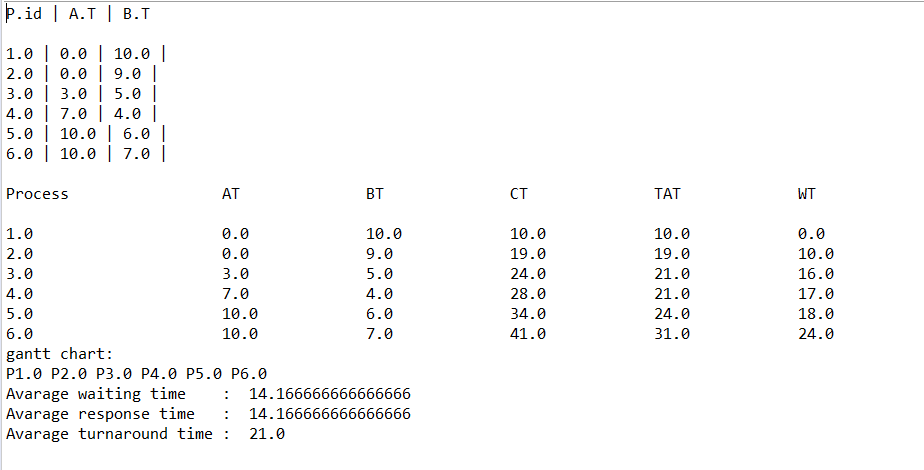 P.id | A.T | B.T
1.0 | 0.0 | 10.0 |
2.0 | 0.0 | 9.0 |
3.0 | 3.0 | 5.0 |
4.0 | 7.0 | 4.0 |
5.0 | 10.0 | 6.0 |
6.0 | 10.0 | 7.0 |
Process AT BT CT TAT WT
1.0 0.0 10.0 10.0 10.0 0.0
2.0 0.0 9.0 19.0 19.0 10.0
3.0 3.0 5.0 24.0 21.0 16.0
4.0 7.0 4.0 28.0 21.0 17.0
5.0 10.0 6.0 34.0 24.0 18.0
6.0 10.0 7.0 41.0 31.0 24.0
gantt chart:
P1.0 P2.0 P3.0 P4.0 P5.0 P6.0
Avarage waiting time : 14.166666666666666
Avarage response time : 14.166666666666666
Avarage turnaround time : 21.0